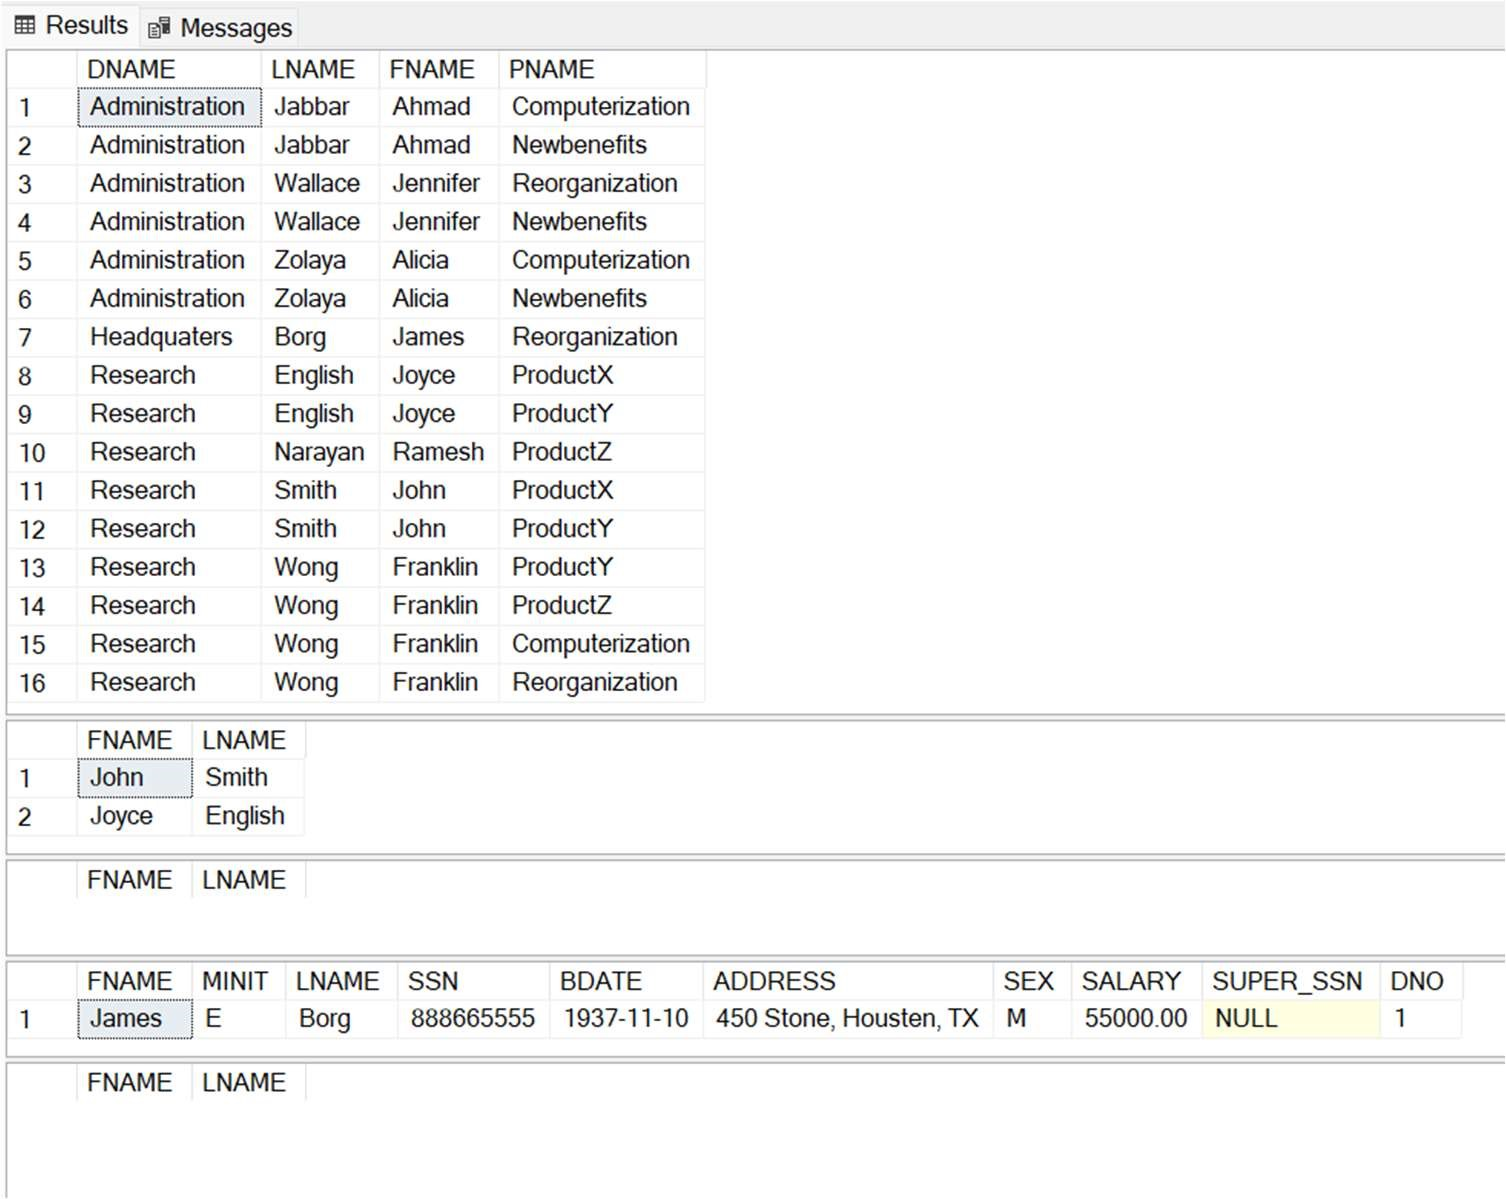 Results Messages
DNAME LNAME FNAME PNAME
1 Administration Jabbar Ahmad Computerization
2 Administration Jabbar Ahmad Newbenefits
3 Administration Wallace Jennifer Reorganization
4 Administration Wallace Jennifer Newbenefits
5 Administration Zolaya Alicia Computerization
6 Administration Zolaya Alicia Newbenefits
7 Headquaters Borg James Reorganization
8 Research English Joyce ProductX
9 Research English Joyce ProductY
10 Research Narayan Ramesh ProductZ
11 Research Smith John ProductX
12 Research Smith John ProductY
13 Research Wong Franklin ProductY
14 Research Wong Franklin ProductZ
15 Research Wong Franklin Computerization
16 Research Wong Franklin Reorganization
FNAME LNAME
1 John Smith
2 Joyce English
FNAME LNAME
FNAME MINIT LNAME SSN BDATE ADDRESS SEX SALARY SUPER_SSN DNO
1 James E Borg 888665555 1937-11-10 450 Stone, Housten, TX M 55000.00 NULL 1
FNAME LNAME